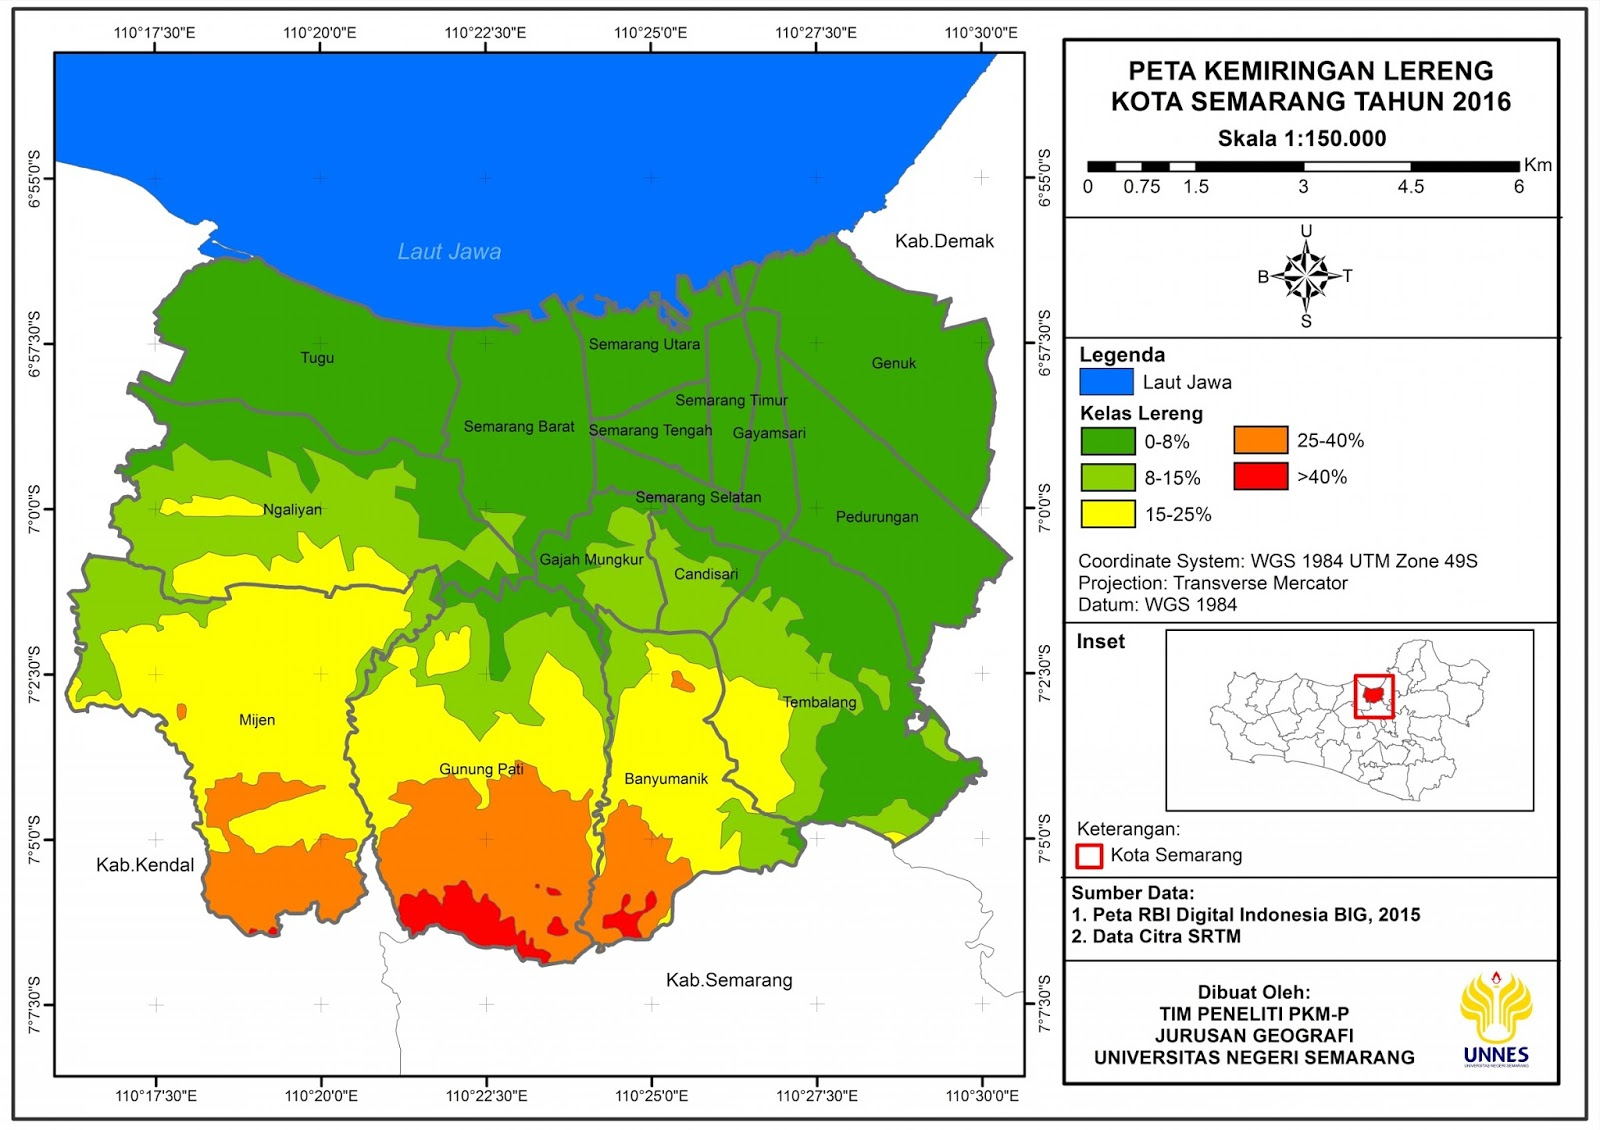 110°17'30"E 110°20'0"E 110°22'30"E 110°25'0"E 110°27'30"E 110°30'0"E
6°55'0"S
6°57'30"S
7°0'0"S
7°2'30"S
7°5'0"S
7°7'30"S
Laut Jawa
Kab.Demak
Tugu
Semarang Utara
Genuk
Semarang Timur
Semarang Barat
Semarang Tengah
Gayamsari
Semarang Selatan
Ngaliyan
Pedurungan
Gajah Mungkur
Candisari
Tembalang
Mijen
Gunung Pati
Banyumanik
Kab.Kendal
Kab.Semarang
6°55'0"S
6°57'30"S
7°0'0"S
7°2'30"S
7°5'0"S
7°7'30"S
110°17'30"E 110°20'0"E 110°22'30"E 110°25'0"E 110°27'30"E 110°30'0"E
PETA KEMIRINGAN LERENG
KOTA SEMARANG TAHUN 2016
Skala 1:150.000
Km
0 0.75 1.5 3 4.5 6
U
B T
S
Legenda
Laut Jawa
Kelas Lereng
0-8% 25-40%
8-15% >40%
15-25%
Coordinate System: WGS 1984 UTM Zone 49S
Projection: Transverse Mercator
Datum: WGS 1984
Inset
Keterangan:
Kota Semarang
Sumber Data:
1. Peta RBI Digital Indonesia BIG, 2015
2. Data Citra SRTM
Dibuat Oleh:
TIM PENELITI PKM-P
JURUSAN GEOGRAFI
UNIVERSITAS NEGERI SEMARANG
UNNES
UNIVERSITAS NEGERI SEMARANG